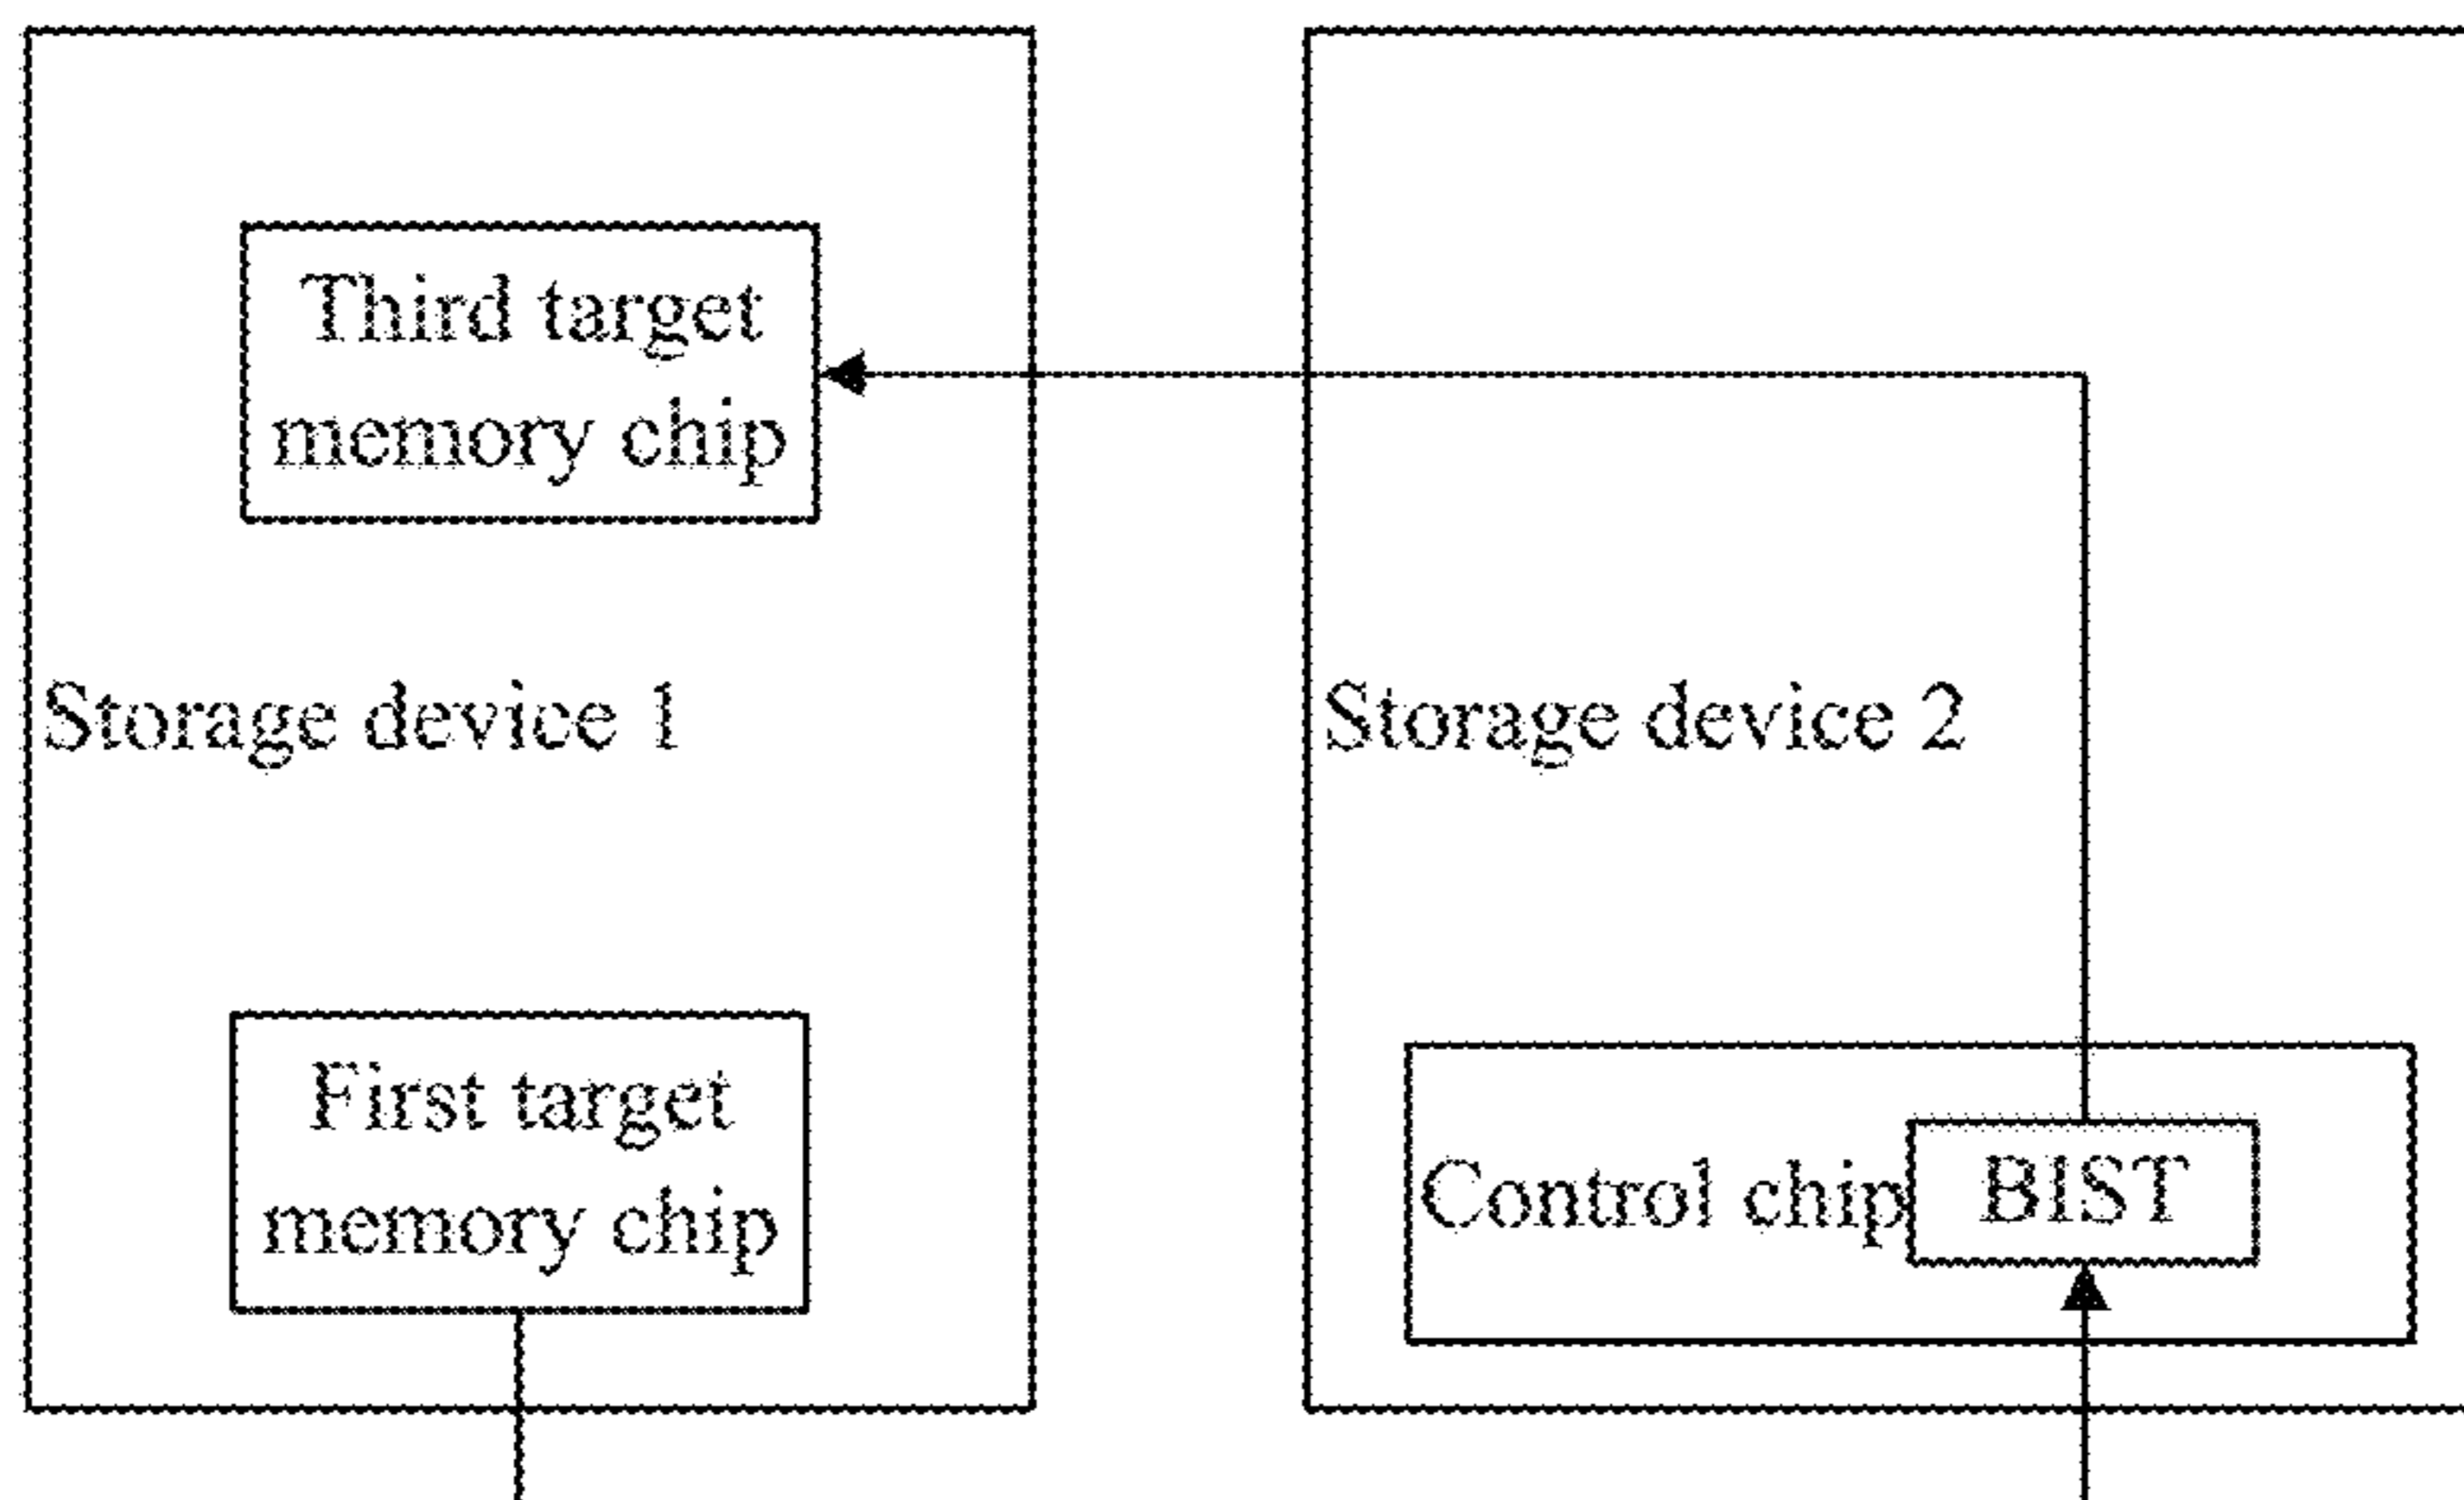 Third target
memory chip
Storage device 1
First target
memory chip
Storage device 2
Control chip
BIST